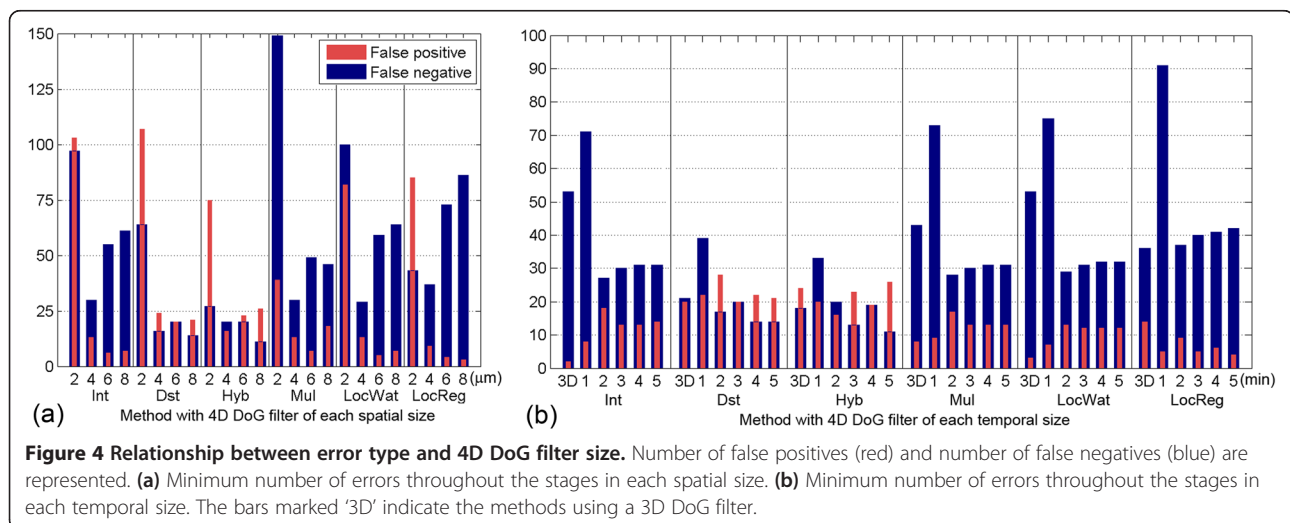 150
125
100
75
50
25
0
False positive
False negative
2 4 6 8 2 4 6 8 2 4 6 8 2 4 6 8 2 4 6 8 2 4 6 8 (μm)
Int Dst Hyb Mul LocWat LocReg
(a) Method with 4D DoG filter of each spatial size
100
90
80
70
60
50
40
30
20
10
0
3D 1 2 3 4 5 3D 1 2 3 4 5 3D 1 2 3 4 5 3D 1 2 3 4 5 3D 1 2 3 4 5 3D 1 2 3 4 5 (min)
Int Dst Hyb Mul LocWat LocReg
(b) Method with 4D DoG filter of each temporal size
Figure 4 Relationship between error type and 4D DoG filter size. Number of false positives (red) and number of false negatives (blue) are
represented. (a) Minimum number of errors throughout the stages in each spatial size. (b) Minimum number of errors throughout the stages in
each temporal size. The bars marked ‘3D’ indicate the methods using a 3D DoG filter.